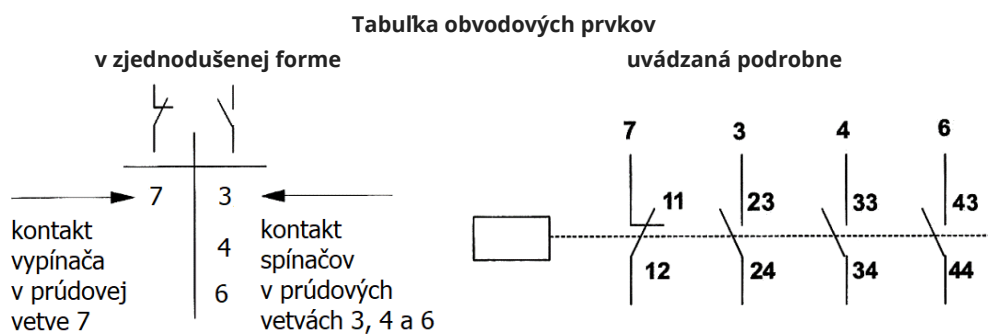 Tabuľka obvodových prvkov
v zjednodušenej forme
uvádzaná podrobne
7 3
4
6
kontakt
vypínača
v prúdovej
vetve 7
kontakt
spínačov
v prúdových
vetvách 3, 4 a 6
7 3 4 6
11 23 33 43
12 24 34 44